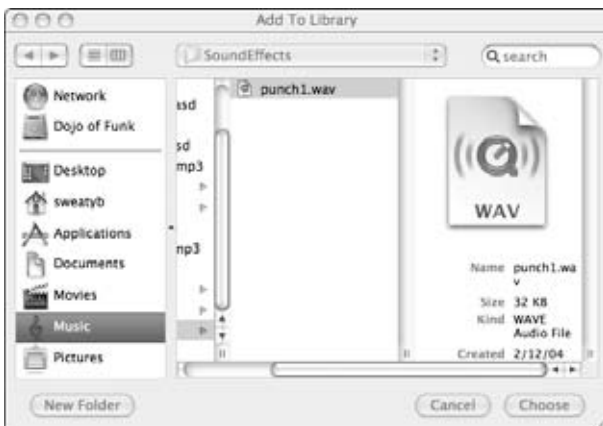 Add To Library
SoundEffects
search
Network
Dojo of Funk
Desktop
sweatyb
Applications
Documents
Movies
Music
Pictures
asd
sd
mp3
np3
punch1.wav
WAV
Name punch1.wa
v
Size 32 KB
Kind WAVE
Audio File
Created 2/12/04
New Folder
Cancel
Choose